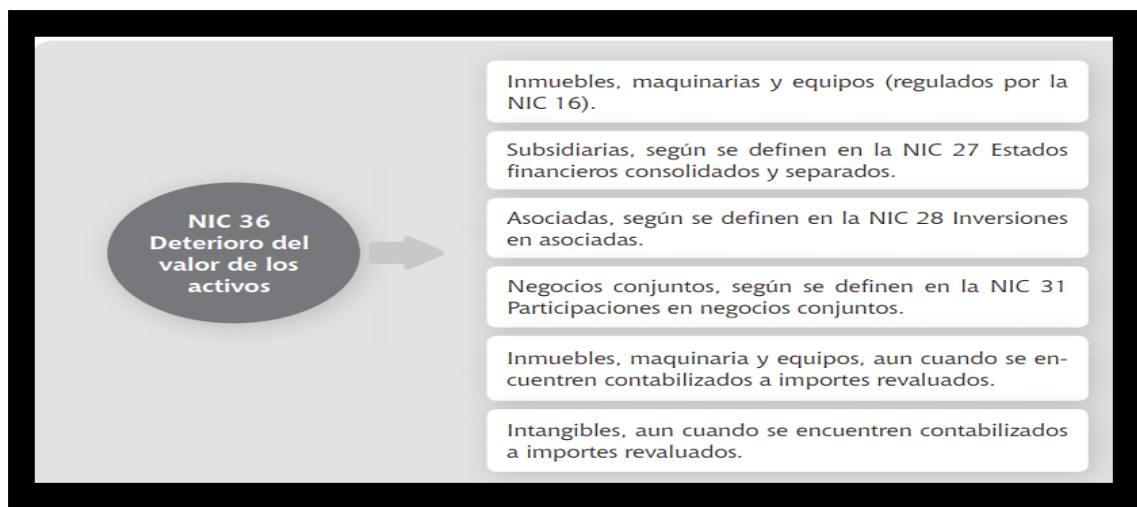 NIC 36
Deterioro del
valor de los
activos
Inmuebles, maquinarias y equipos (regulados por la
NIC 16).
Subsidiarias, según se definen en la NIC 27 Estados
financieros consolidados y separados.
Asociadas, según se definen en la NIC 28 Inversiones
en asociadas.
Negocios conjuntos, según se definen en la NIC 31
Participaciones en negocios conjuntos.
Inmuebles, maquinaria y equipos, aun cuando se en-
cuentren contabilizados a importes revaluados.
Intangibles, aun cuando se encuentren contabilizados
a importes revaluados.